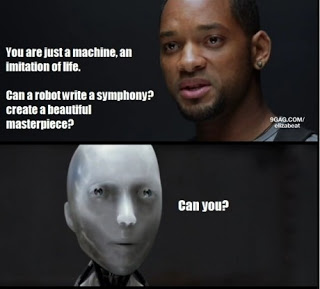 You are just a machine, an
imitation of life.
Can a robot write a symphony?
create a beautiful
masterpiece?
9GAG.COM/
elizabeat
Can you?